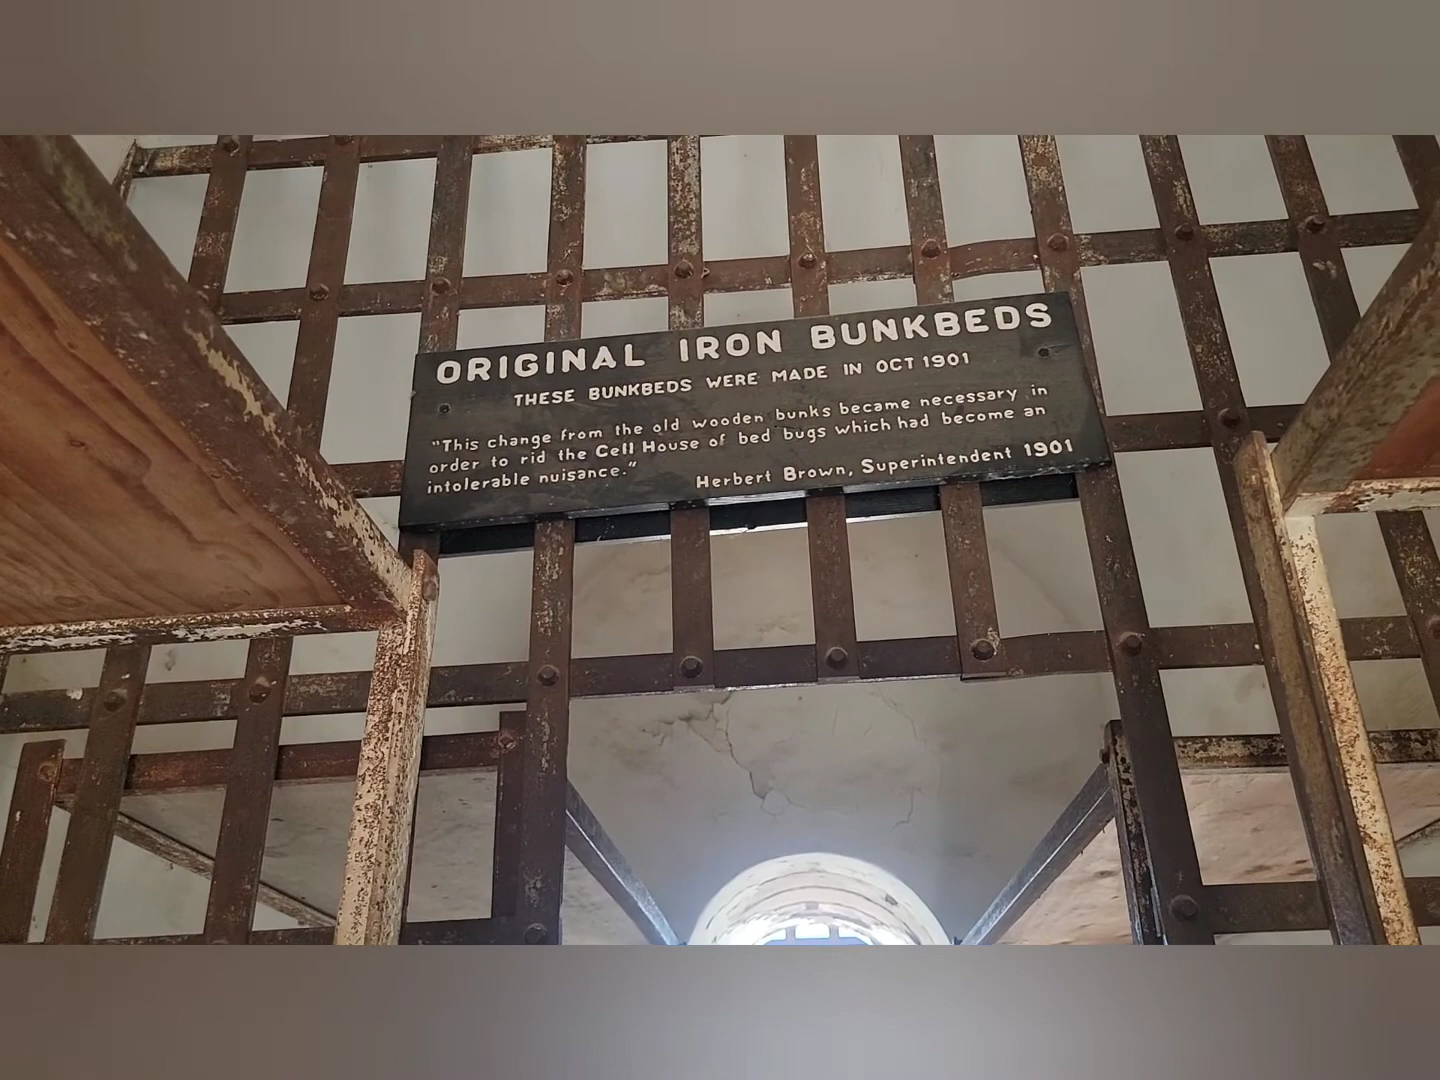 ORIGINAL IRON BUNKBEDS
THESE BUNKBEDS WERE MADE IN OCT 1901
"This change from the old wooden bunks became necessary in
order to rid the Cell House of bed bugs which had become an
intolerable nuisance."
Herbert Brown, Superintendent 1901